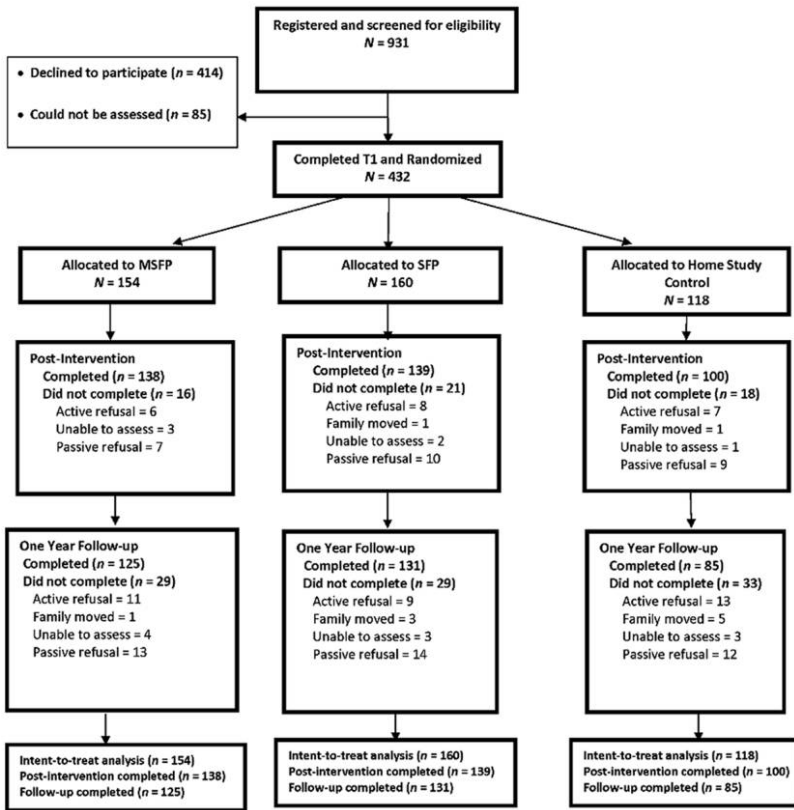 Registered and screened for eligibility
N = 931
• Declined to participate (n = 414)
• Could not be assessed (n = 85)
Completed T1 and Randomized
N = 432
Allocated to MSFP
N = 154
Allocated to SFP
N = 160
Allocated to Home Study
Control
N = 118
Post-Intervention
Completed (n = 138)
Did not complete (n = 16)
Active refusal = 6
Unable to assess = 3
Passive refusal = 7
Post-Intervention
Completed (n = 139)
Did not complete (n = 21)
Active refusal = 8
Family moved = 1
Unable to assess = 2
Passive refusal = 10
Post-Intervention
Completed (n = 100)
Did not complete (n = 18)
Active refusal = 7
Family moved = 1
Unable to assess = 1
Passive refusal = 9
One Year Follow-up
Completed (n = 125)
Did not complete (n = 29)
Active refusal = 11
Family moved = 1
Unable to assess = 4
Passive refusal = 13
One Year Follow-up
Completed (n = 131)
Did not complete (n = 29)
Active refusal = 9
Family moved = 3
Unable to assess = 3
Passive refusal = 14
One Year Follow-up
Completed (n = 85)
Did not complete (n = 33)
Active refusal = 13
Family moved = 5
Unable to assess = 3
Passive refusal = 12
Intent-to-treat analysis (n = 154)
Post-intervention completed (n = 138)
Follow-up completed (n = 125)
Intent-to-treat analysis (n = 160)
Post-intervention completed (n = 139)
Follow-up completed (n = 131)
Intent-to-treat analysis (n = 118)
Post-intervention completed (n = 100)
Follow-up completed (n = 85)